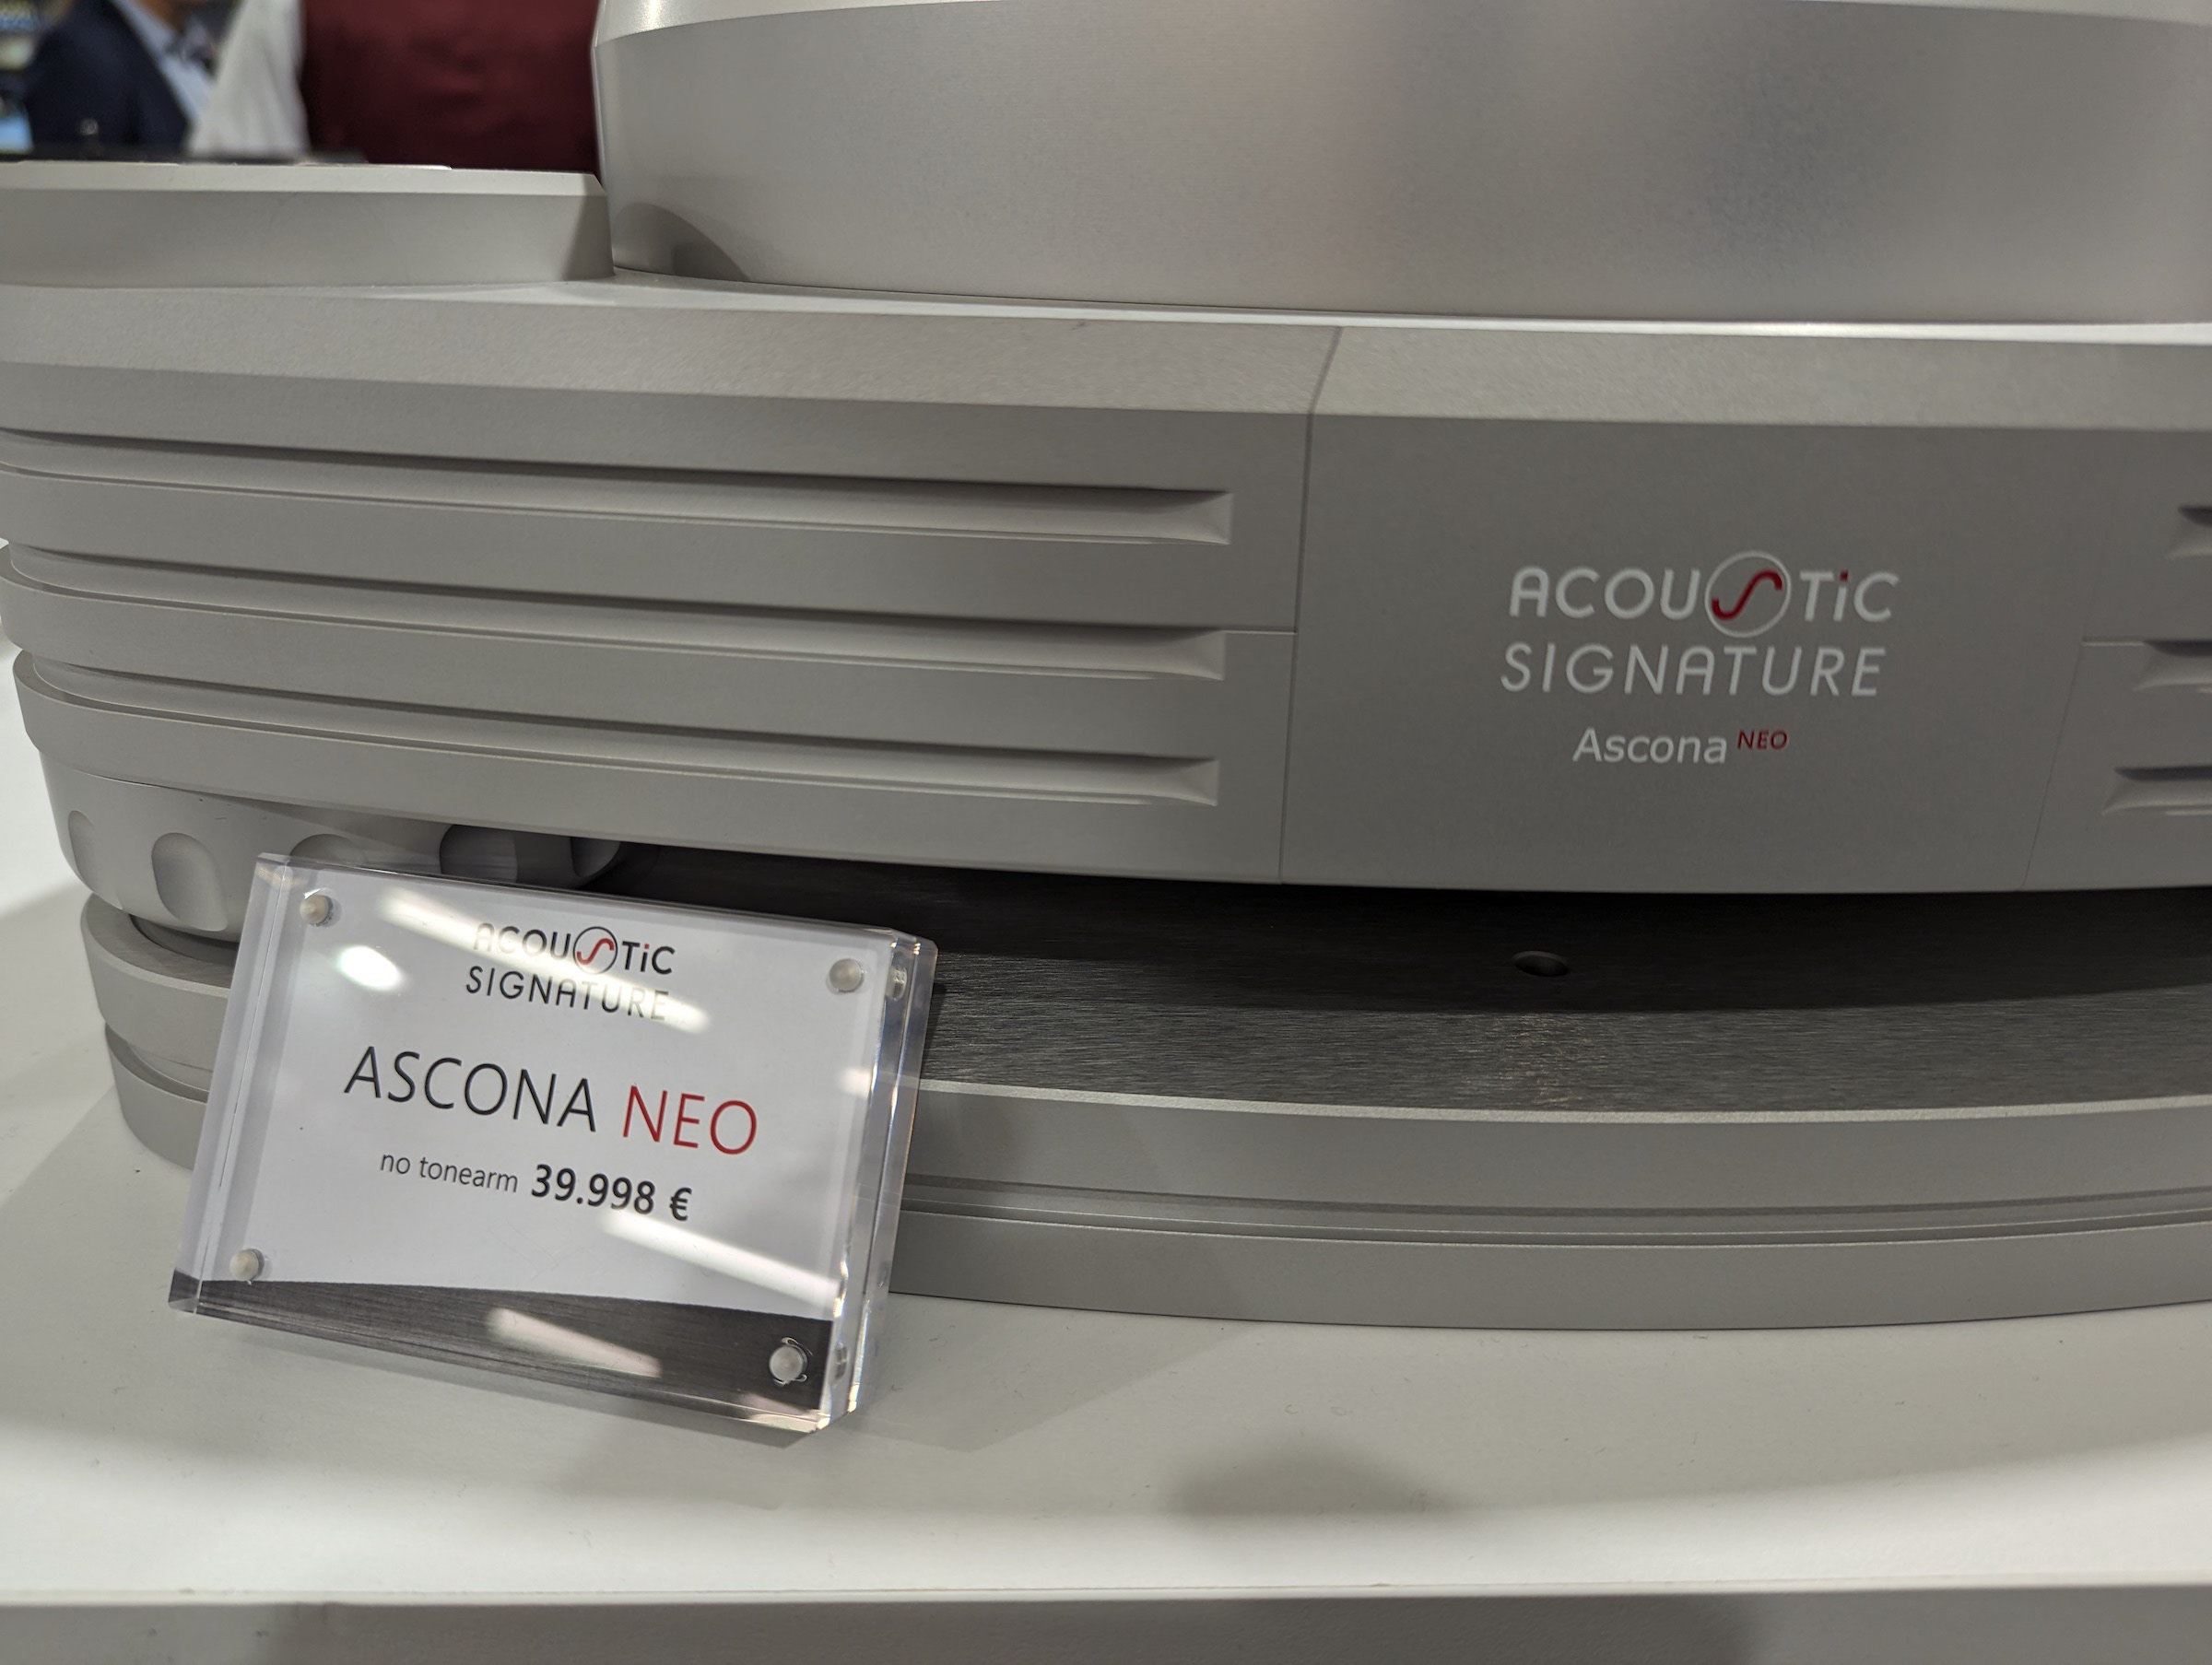 ACOUSTiC
SIGNATURE
Ascona NEO
ACOUSTiC
SIGNATURE
ASCONA NEO
no tonearm 39.998 €